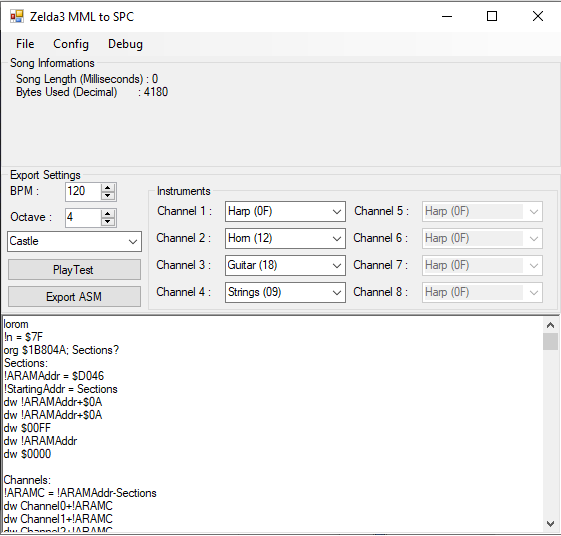 Zelda3 MML to SPC
File Config Debug
Song Informations
Song Length (Milliseconds) : 0
Bytes Used (Decimal) : 4180
Export Settings
BPM : 120
Octave : 4
Castle
PlayTest
Export ASM
Instruments
Channel 1 : Harp (0F) Channel 5 : Harp (0F)
Channel 2 : Horn (12) Channel 6 : Harp (0F)
Channel 3 : Guitar (18) Channel 7 : Harp (0F)
Channel 4 : Strings (09) Channel 8 : Harp (0F)
lorom
!n = $7F
org $1B804A; Sections?
Sections:
!ARAMAddr = $D046
!StartingAddr = Sections
dw !ARAMAddr+$0A
dw !ARAMAddr+$0A
dw $00FF
dw !ARAMAddr
dw $0000
Channels:
!ARAMC = !ARAMAddr-Sections
dw Channel0+!ARAMC
dw Channel1+!ARAMC
dw Channel2+!ARAMC